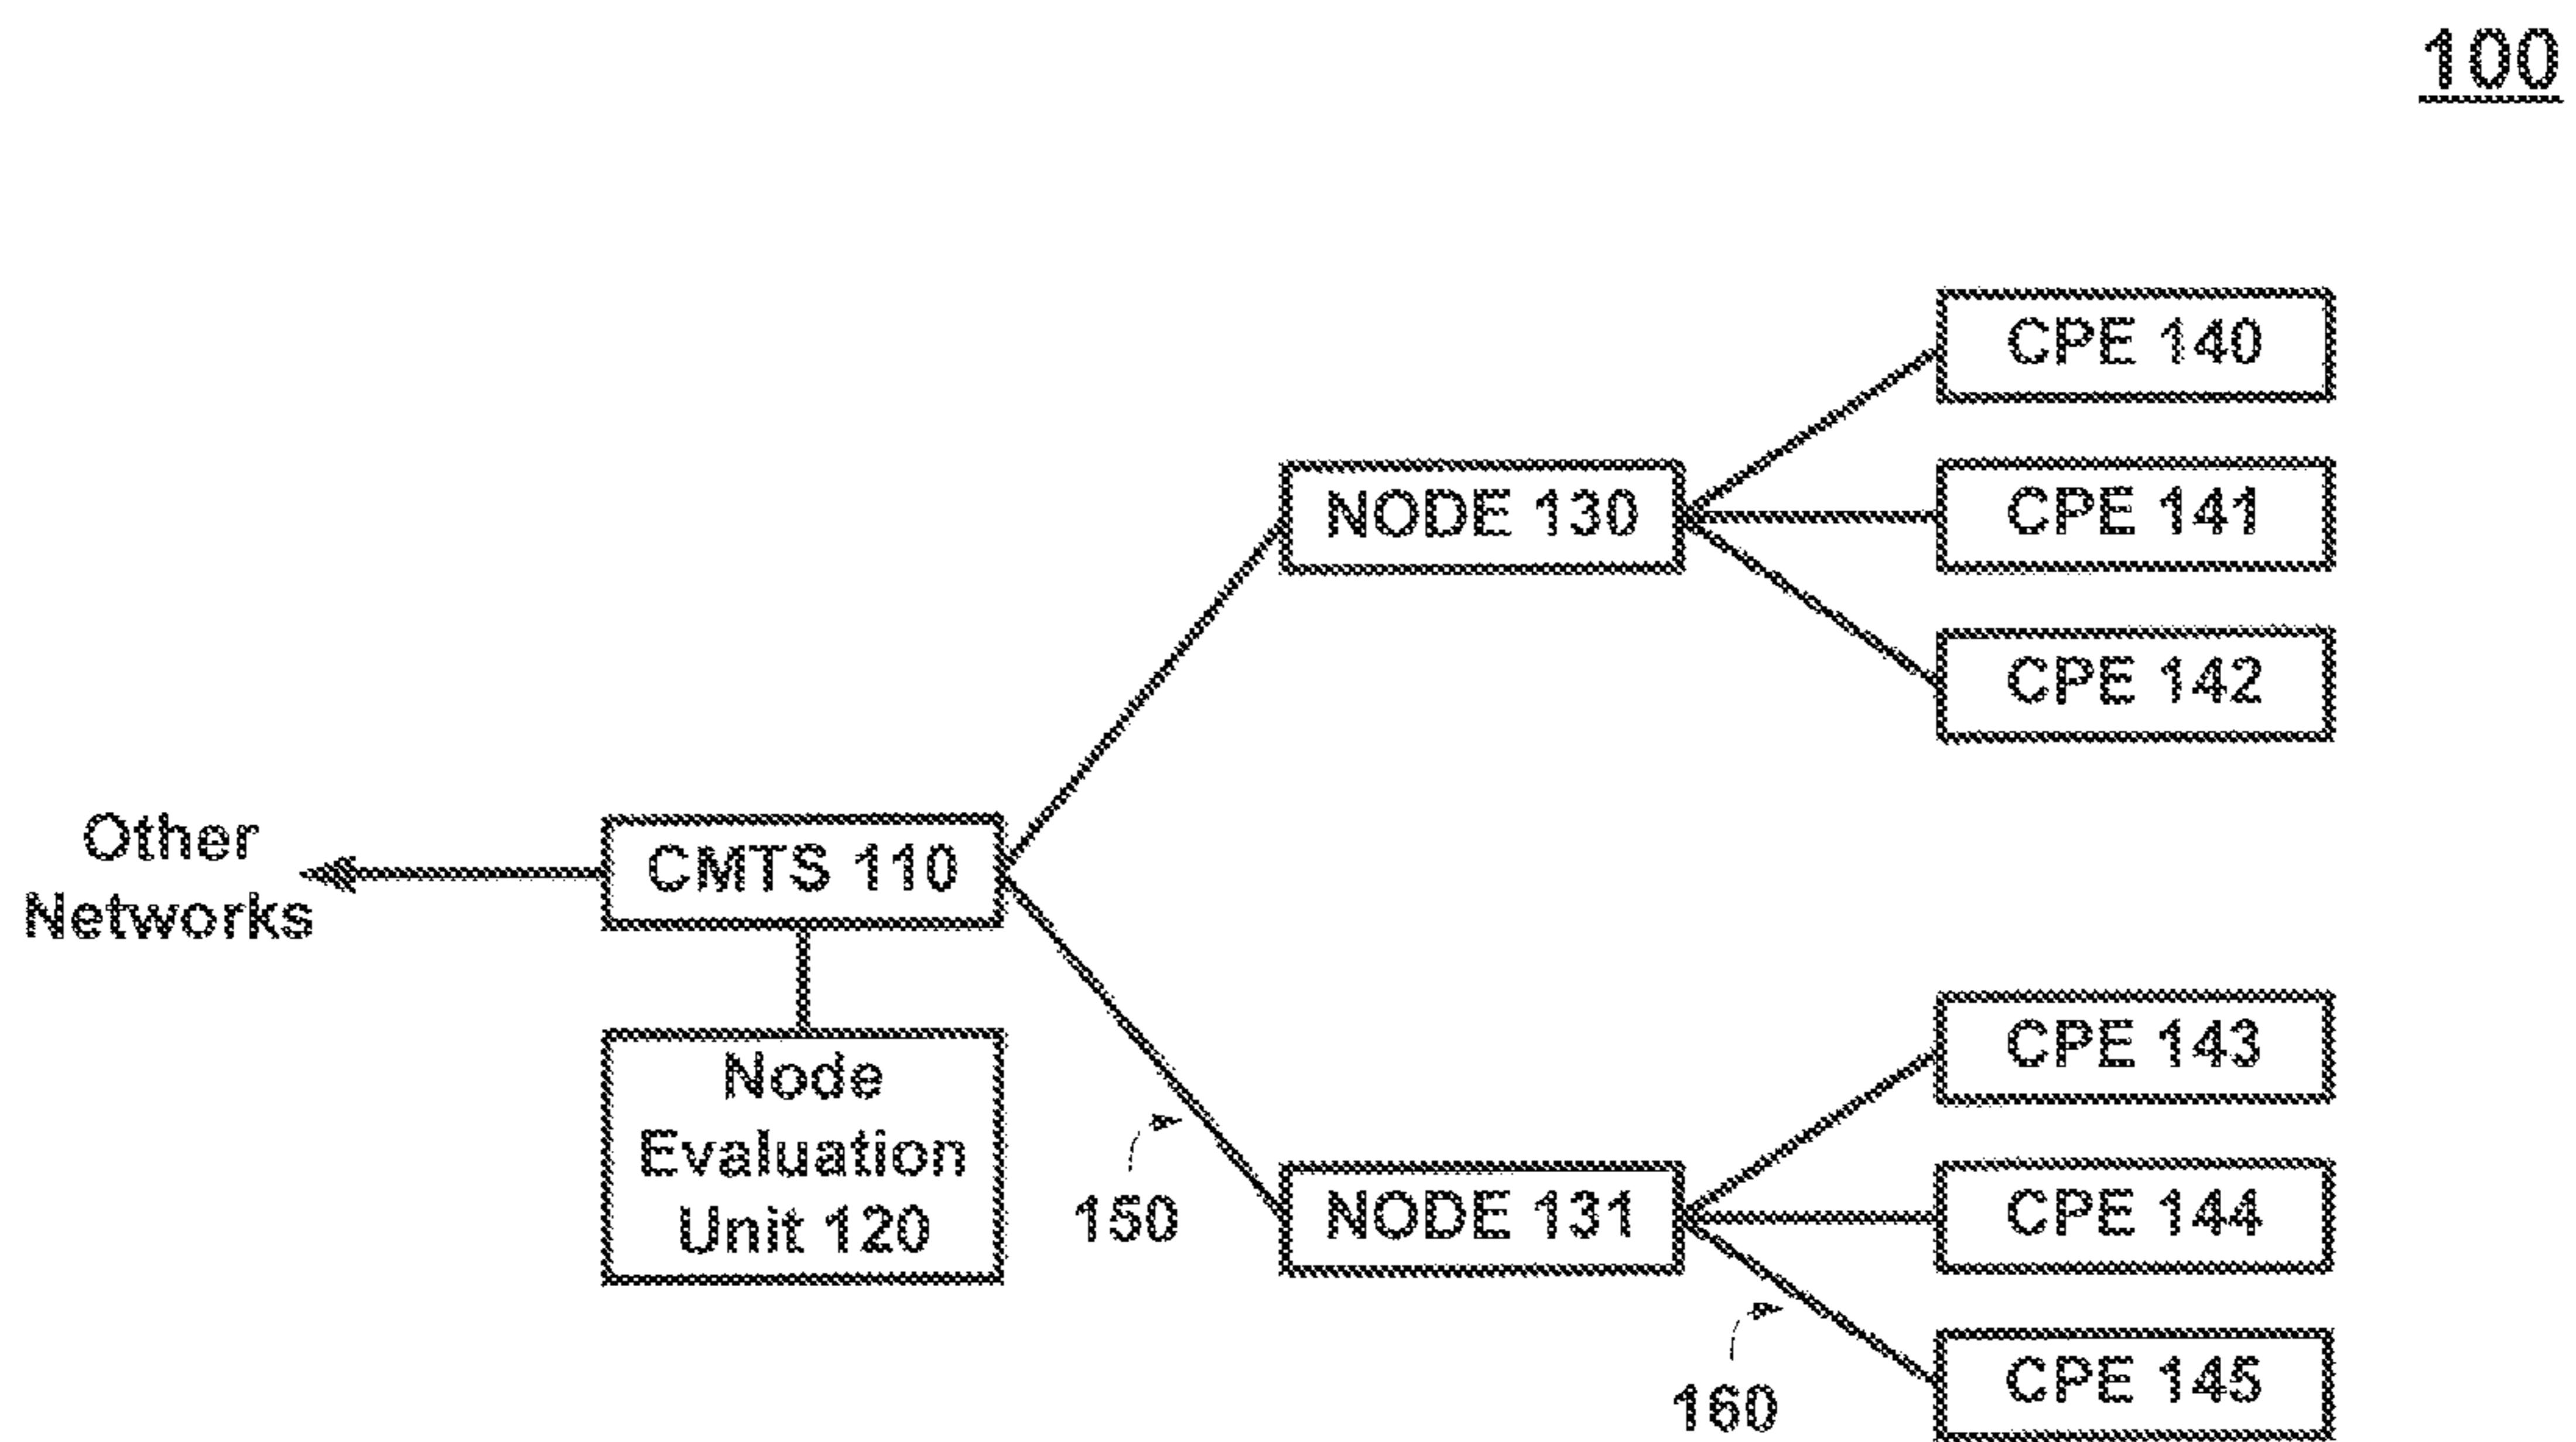 100
CPE 140
NODE 130
CPE 141
CPE 142
Other
Networks
CMTS 110
Node
Evaluation
Unit 120
150
NODE 131
CPE 143
CPE 144
CPE 145
160